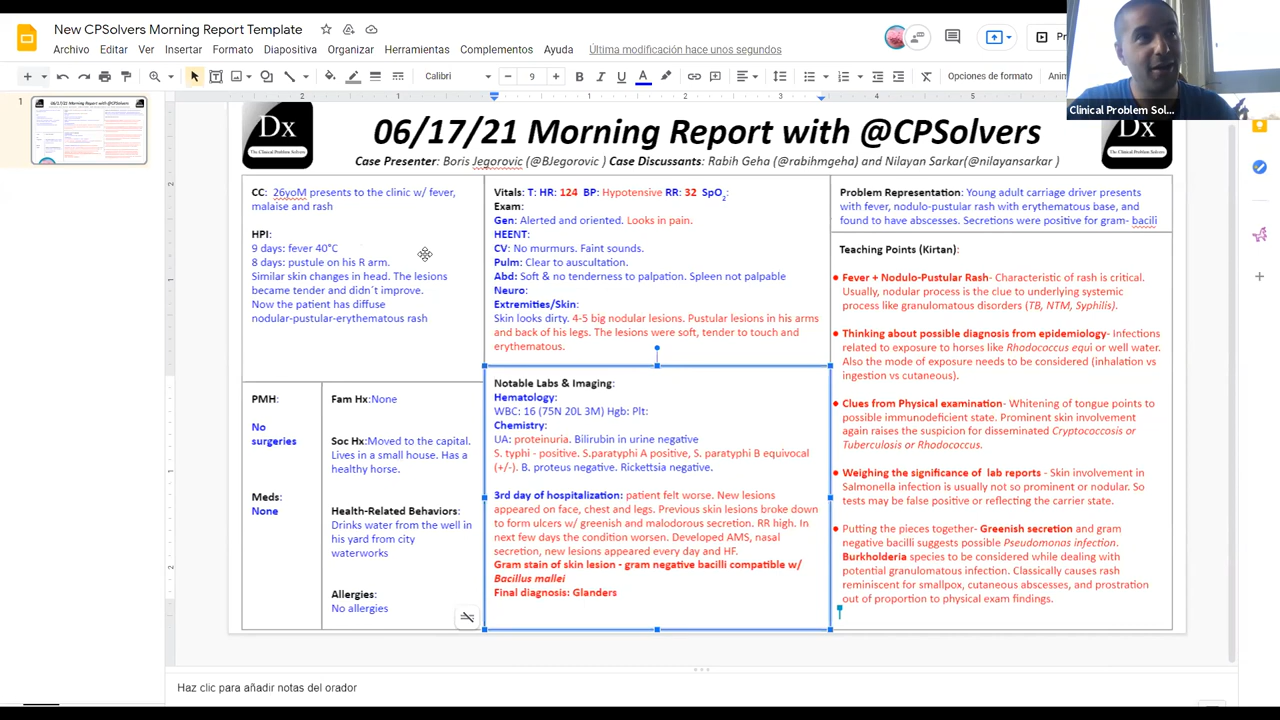 New CPSolvers Morning Report Template
Archivo Editar Ver Insertar Formato Diapositiva Organizar Herramientas Complementos Ayuda Última modificación hace unos segundos
Calibri 9 Opciones de formato
Clinical Problem Sol...
1
Dx
The Clinical Problem Solvers
06/17/21 Morning Report with @CPSolvers
Case Presenter: Boris Jegorovic (@BJegorovic ) Case Discussants: Rabih Geha (@rabihmgeha) and Nilayan Sarkar(@nilayansarkar )
Dx
The Clinical Problem Solvers
CC: 26yoM presents to the clinic w/ fever,
malaise and rash
HPI:
9 days: fever 40°C
8 days: pustule on his R arm.
Similar skin changes in head. The lesions
became tender and didn´t improve.
Now the patient has diffuse
nodular-pustular-erythematous rash
PMH:
No
surgeries
Meds:
None
Fam Hx:None
Soc Hx:Moved to the capital.
Lives in a small house. Has a
healthy horse.
Health-Related Behaviors:
Drinks water from the well in
his yard from city
waterworks
Allergies:
No allergies
Vitals: T: HR: 124 BP: Hypotensive RR: 32 SpO2:
Exam:
Gen: Alerted and oriented. Looks in pain.
HEENT:
CV: No murmurs. Faint sounds.
Pulm: Clear to auscultation.
Abd: Soft & no tenderness to palpation. Spleen not palpable
Neuro:
Extremities/Skin:
Skin looks dirty. 4-5 big nodular lesions. Pustular lesions in his arms
and back of his legs. The lesions were soft, tender to touch and
erythematous.
Notable Labs & Imaging:
Hematology:
WBC: 16 (75N 20L 3M) Hgb: Plt:
Chemistry:
UA: proteinuria. Bilirubin in urine negative
S. typhi - positive. S.paratyphi A positive, S. paratyphi B equivocal
(+/-). B. proteus negative. Rickettsia negative.
3rd day of hospitalization: patient felt worse. New lesions
appeared on face, chest and legs. Previous skin lesions broke down
to form ulcers w/ greenish and malodorous secretion. RR high. In
next few days the condition worsen. Developed AMS, nasal
secretion, new lesions appeared every day and HF.
Gram stain of skin lesion - gram negative bacilli compatible w/
Bacillus mallei
Final diagnosis: Glanders
Problem Representation: Young adult carriage driver presents
with fever, nodulo-pustular rash with erythematous base, and
found to have abscesses. Secretions were positive for gram- bacili
Teaching Points (Kirtan):
Fever + Nodulo-Pustular Rash- Characteristic of rash is critical.
Usually, nodular process is the clue to underlying systemic
process like granulomatous disorders (TB, NTM, Syphilis).
Thinking about possible diagnosis from epidemiology- Infections
related to exposure to horses like Rhodococcus equi or well water.
Also the mode of exposure needs to be considered (inhalation vs
ingestion vs cutaneous).
Clues from Physical examination- Whitening of tongue points to
possible immunodeficient state. Prominent skin involvement
again raises the suspicion for disseminated Cryptococcosis or
Tuberculosis or Rhodococcus.
Weighing the significance of lab reports - Skin involvement in
Salmonella infection is usually not so prominent or nodular. So
tests may be false positive or reflecting the carrier state.
Putting the pieces together- Greenish secretion and gram
negative bacilli suggests possible Pseudomonas infection.
Burkholderia species to be considered while dealing with
potential granulomatous infection. Classically causes rash
reminiscent for smallpox, cutaneous abscesses, and prostration
out of proportion to physical exam findings.
Haz clic para añadir notas del orador